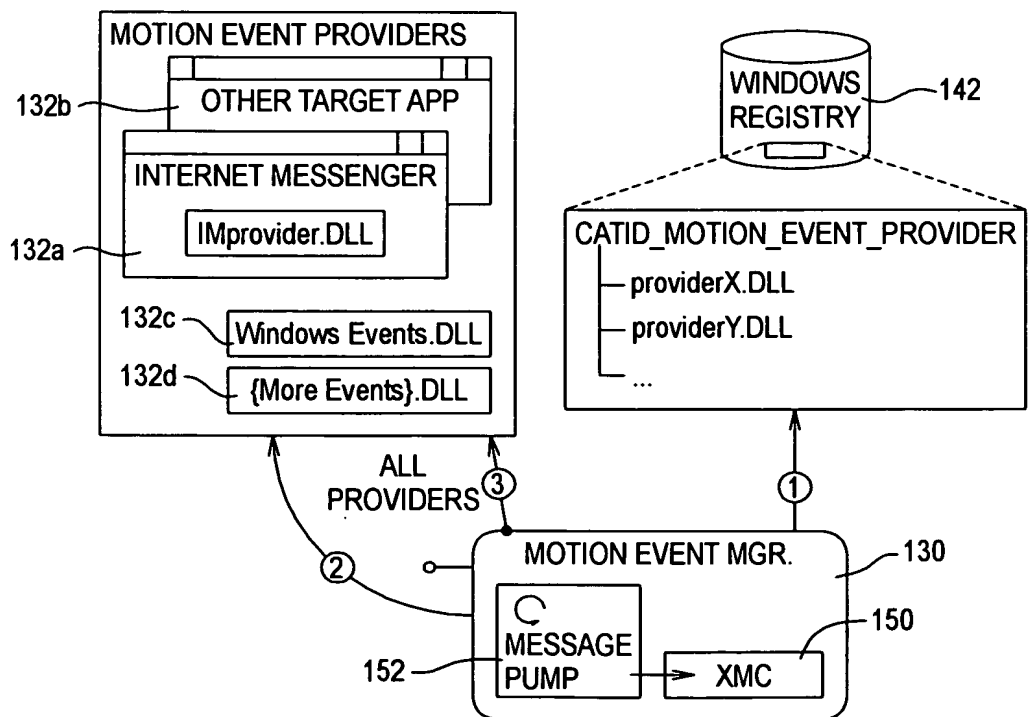 MOTION EVENT PROVIDERS
132b
OTHER TARGET APP
INTERNET MESSENGER
IMprovider.DLL
132a
132c
Windows Events.DLL
132d
{More Events}.DLL
WINDOWS
REGISTRY
142
CATID_MOTION_EVENT_PROVIDER
providerX.DLL
providerY.DLL
...
ALL
PROVIDERS
3
1
2
MOTION EVENT MGR.
130
MESSAGE
PUMP
152
XMC
150